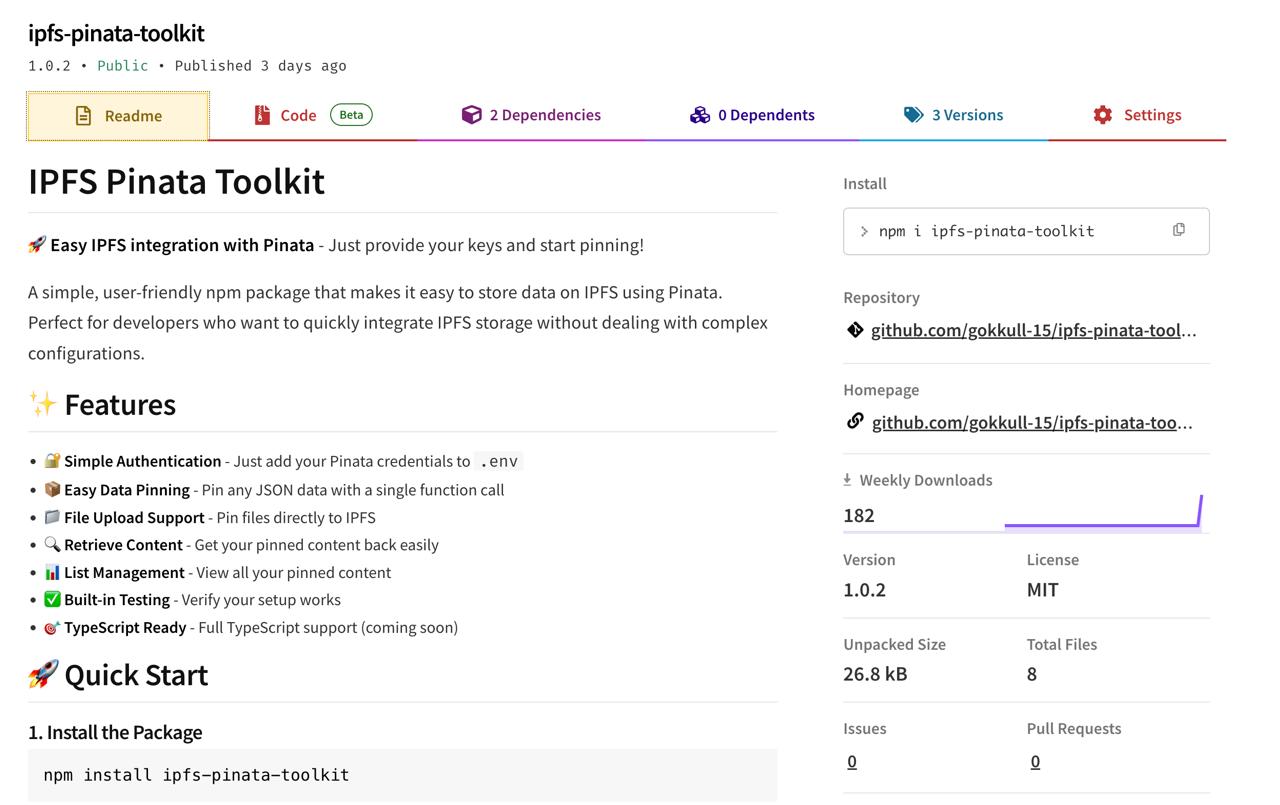 ipfs-pinata-toolkit
1.0.2 • Public • Published 3 days ago
Readme
Code Beta
2 Dependencies
0 Dependents
3 Versions
Settings
IPFS Pinata Toolkit
🚀 Easy IPFS integration with Pinata - Just provide your keys and start pinning!
A simple, user-friendly npm package that makes it easy to store data on IPFS using Pinata.
Perfect for developers who want to quickly integrate IPFS storage without dealing with complex
configurations.
✨ Features
• 🔐 Simple Authentication - Just add your Pinata credentials to .env
• 📦 Easy Data Pinning - Pin any JSON data with a single function call
• 📁 File Upload Support - Pin files directly to IPFS
• 🔍 Retrieve Content - Get your pinned content back easily
• 📊 List Management - View all your pinned content
• ✅ Built-in Testing - Verify your setup works
• 🎯 TypeScript Ready - Full TypeScript support (coming soon)
🚀 Quick Start
1. Install the Package
npm install ipfs-pinata-toolkit
Install
> npm i ipfs-pinata-toolkit
Repository
github.com/gokkull-15/ipfs-pinata-tool...
Homepage
github.com/gokkull-15/ipfs-pinata-too...
Weekly Downloads
182
Version
1.0.2
License
MIT
Unpacked Size
26.8 kB
Total Files
8
Issues
0
Pull Requests
0